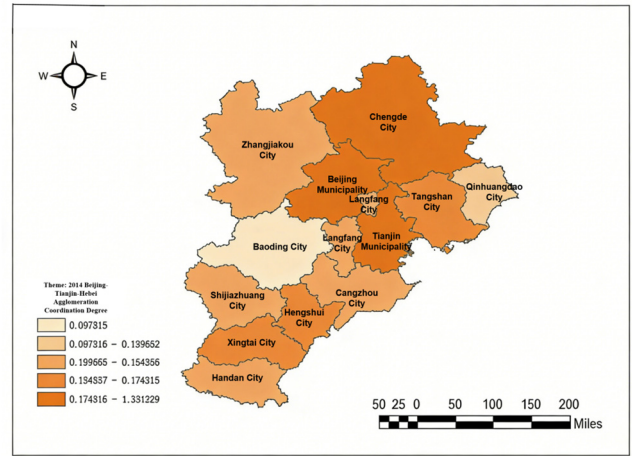 N
W
E
S
Chengde
City
Zhangjiakou
City
Beijing
Municipality
Qinhuangdao
City
Langfang
City
Tangshan
City
Baoding City
Langfang
City
Tianjin
Municipality
Shijiazhuang
City
Cangzhou
City
Hengshui
City
Xingtai City
Handan City
Theme: 2014 Beijing-
Tianjin-Hebei
Agglomeration
Coordination Degree
0.097815
0.097316 - 0.139652
0.199665 - 0.154356
0.194837 - 0.174315
0.174316 - 1.331229
50 25 0 50 100 150 200
Miles